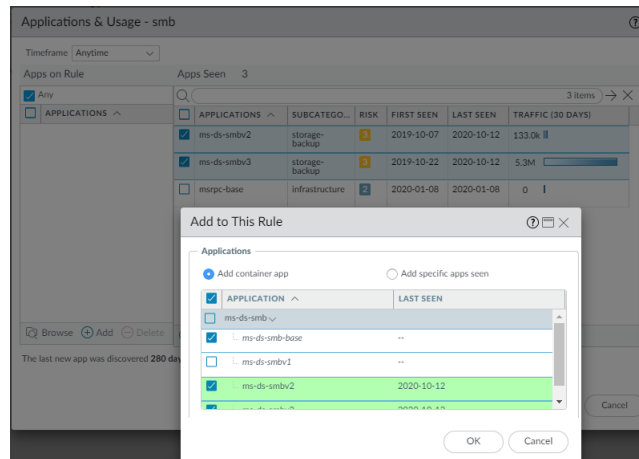 Applications & Usage - smb
Timeframe Anytime
Apps on Rule
Apps Seen 3
Any
3 items
APPLICATIONS
APPLICATIONS SUBCATEGO... RISK FIRST SEEN LAST SEEN TRAFFIC (30 DAYS)
ms-ds-smbv2 storage-backup 3 2019-10-07 2020-10-12 133.0k
ms-ds-smbv3 storage-backup 3 2019-10-22 2020-10-12 5.3M
msrpc-base infrastructure 2 2020-01-08 2020-01-08 0
Add to This Rule
Applications
Add container app Add specific apps seen
APPLICATION LAST SEEN
ms-ds-smb
ms-ds-smb-base --
ms-ds-smbv1 --
ms-ds-smbv2 2020-10-12
Browse Add Delete
The last new app was discovered 280 day
Cancel
OK Cancel